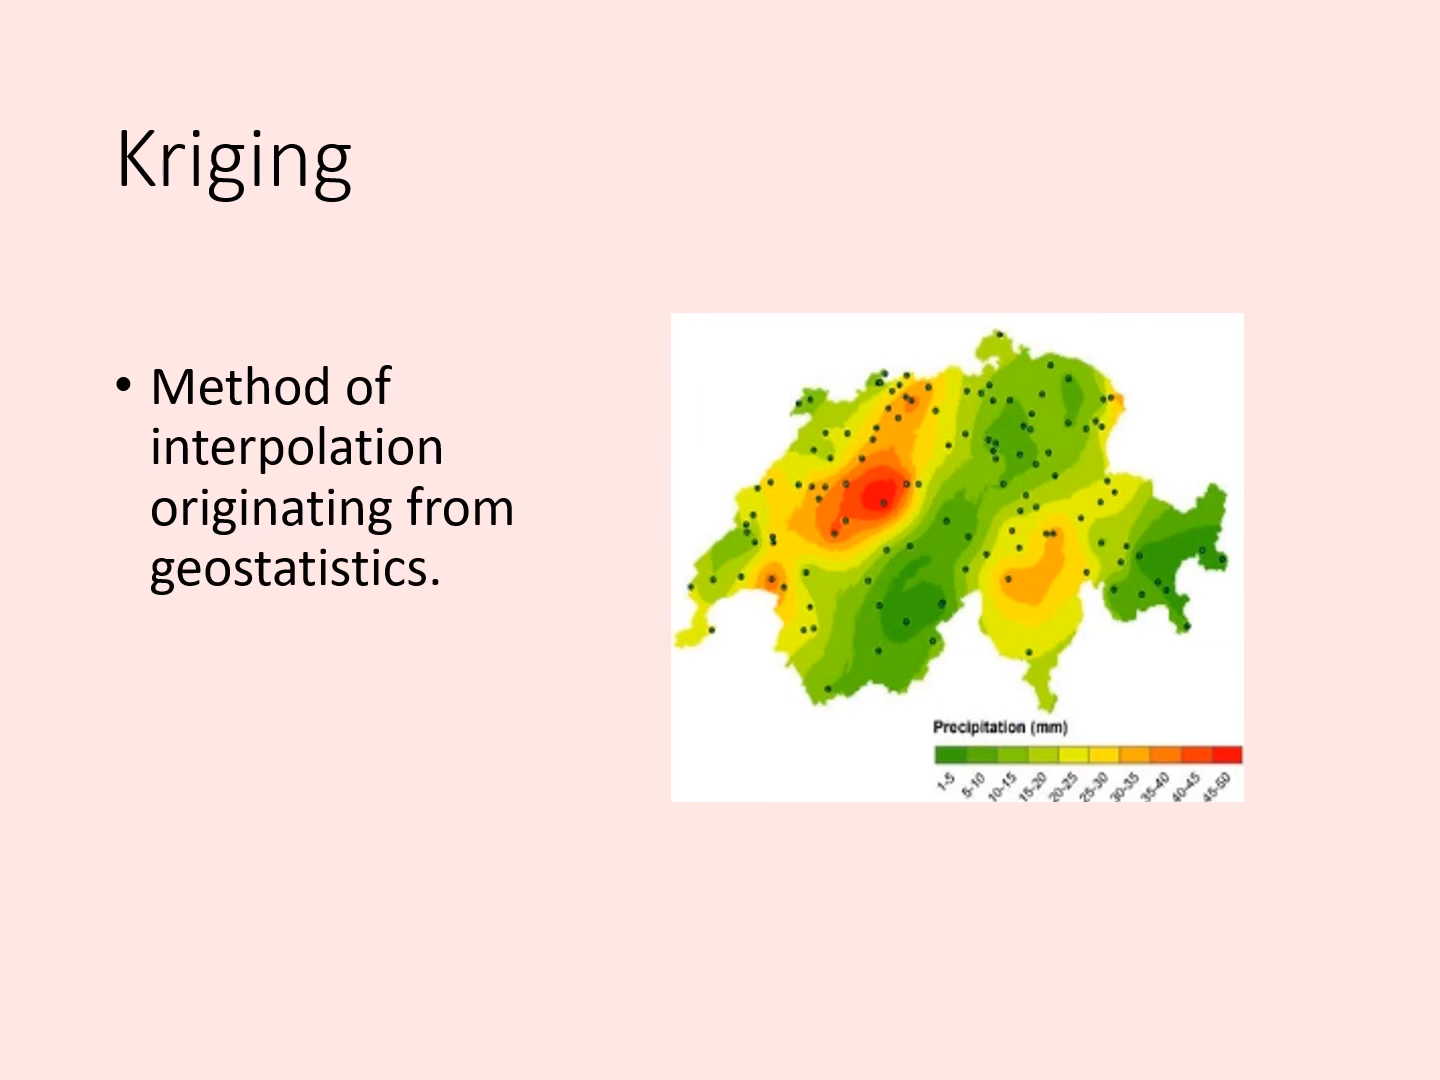 Kriging
• Method of
interpolation
originating from
geostatistics.
Precipitation (mm)
1-5 5-10 10-15 15-20 20-25 25-30 30-35 35-40 40-45 45-50